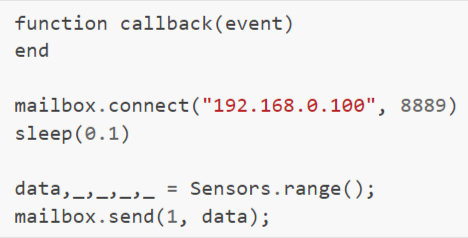 function callback(event)
end
mailbox.connect("192.168.0.100", 8889)
sleep(0.1)
data,_,_,_,_ = Sensors.range();
mailbox.send(1, data);